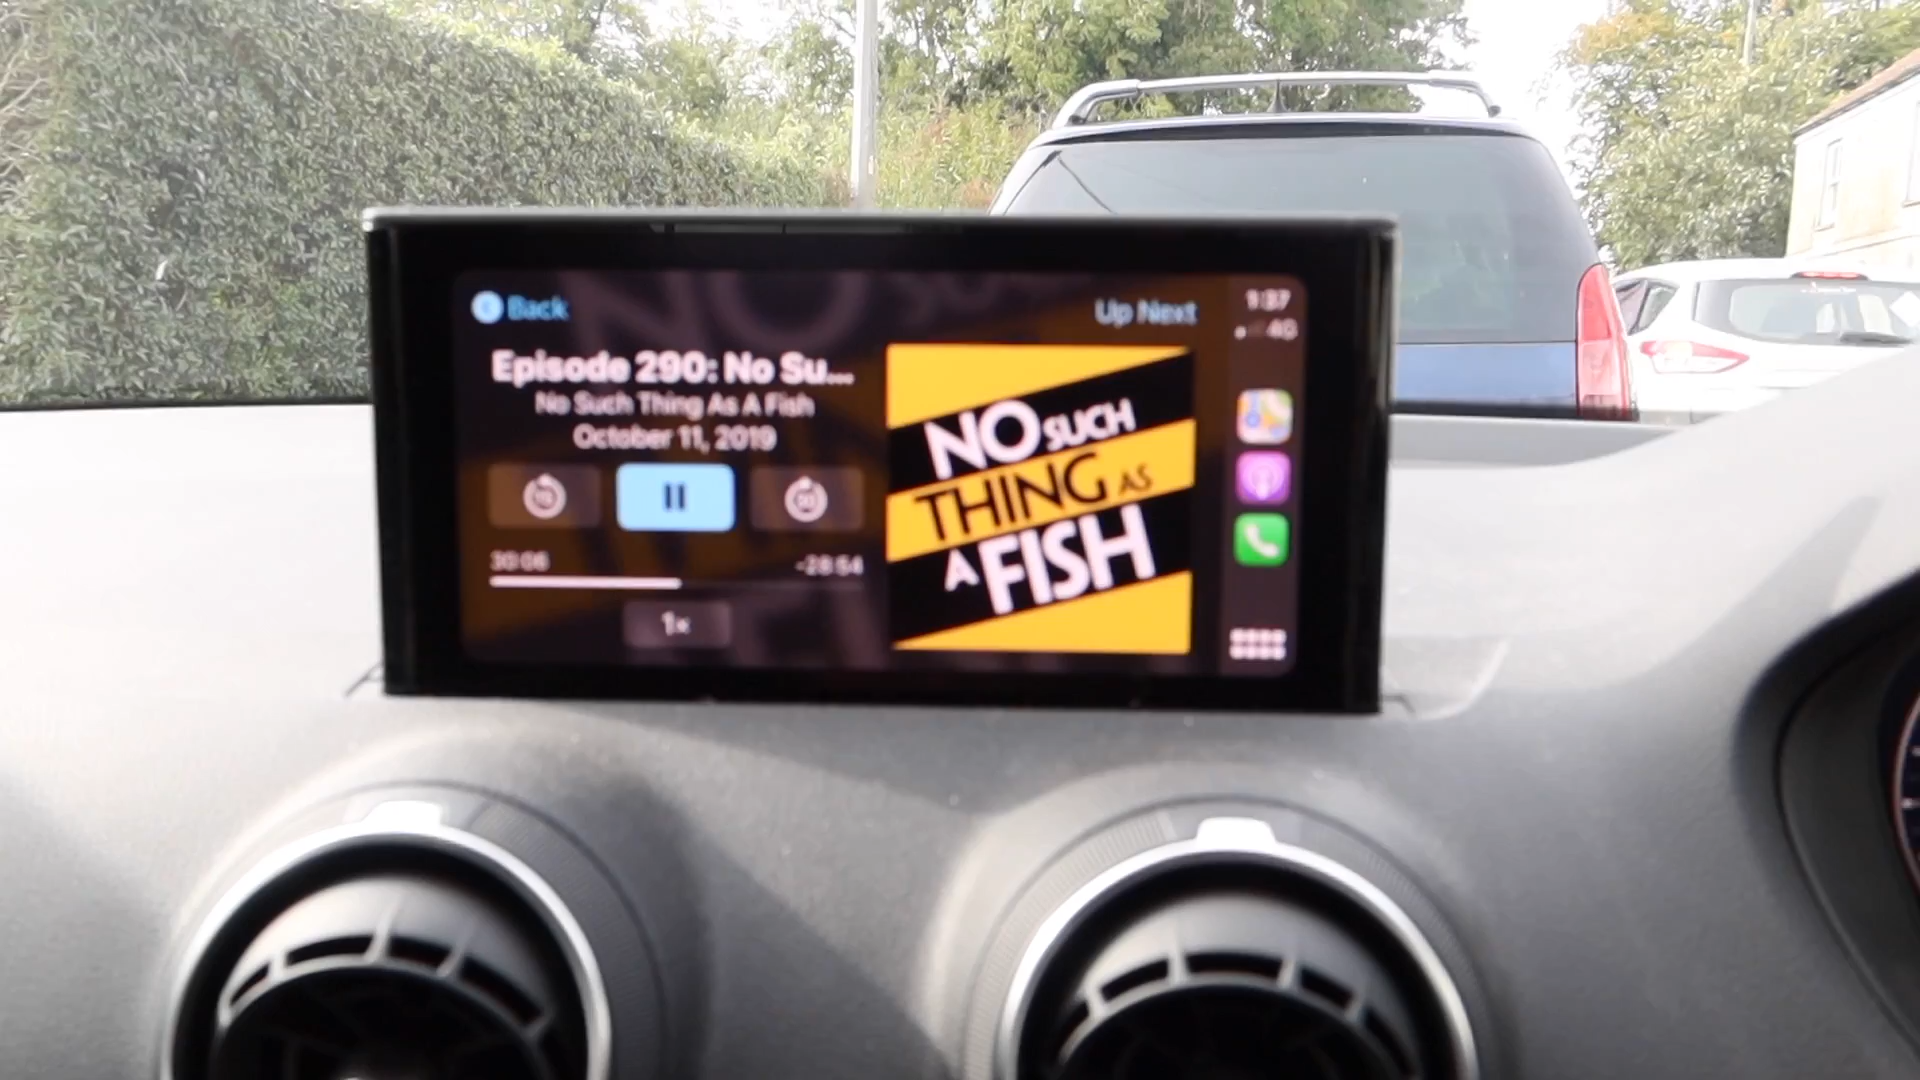 Back
Up Next
1:37
4G
Episode 290: No Su...
No Such Thing As A Fish
October 11, 2019
30:06
-28:54
1x
NO SUCH
THING AS
A FISH